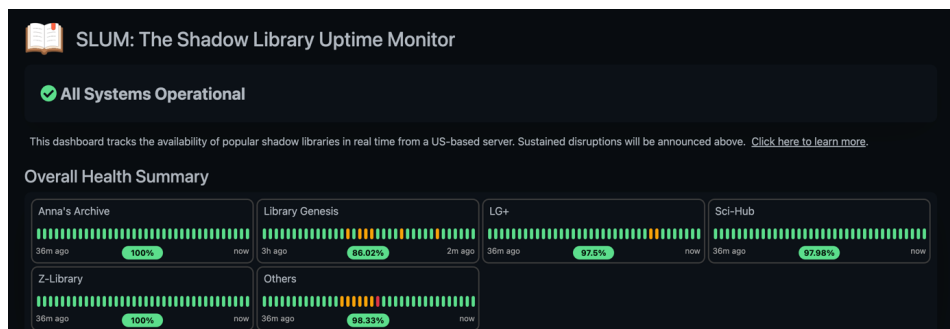 SLUM: The Shadow Library Uptime Monitor
All Systems Operational
This dashboard tracks the availability of popular shadow libraries in real time from a US-based server. Sustained disruptions will be announced above. Click here to learn more.
Overall Health Summary
Anna's Archive
36m ago 100% now
Library Genesis
3h ago 86.02% 2m ago
LG+
36m ago 97.5% now
Sci-Hub
36m ago 97.98% now
Z-Library
36m ago 100% now
Others
36m ago 98.33% now